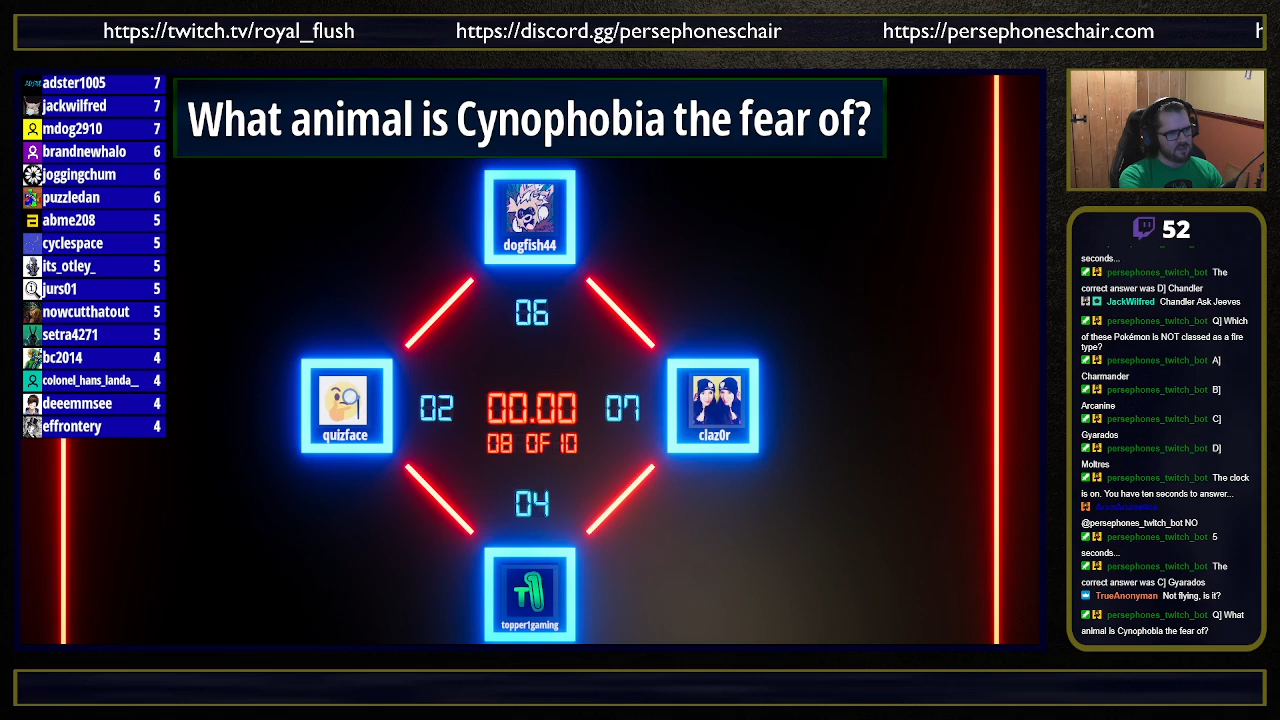 https://twitch.tv/royal_flush
https://discord.gg/persephoneschair
https://persephoneschair.com
adster1005 7
jackwilfred 7
mdog2910 7
brandnewhalo 6
joggingchum 6
puzzledan 6
abme208 5
cyclespace 5
its_otley_ 5
jurs01 5
nowcutthatout 5
setra4271 5
bc2014 4
colonel_hans_landa__ 4
deeemmsee 4
effrontery 4
What animal is Cynophobia the fear of?
dogfish44
06
quizface
02
00.00
08 OF 10
07
claz0r
04
topper1gaming
52
seconds...
persephones_twitch_bot The
correct answer was D] Chandler
JackWilfred Chandler Ask Jeeves
persephones_twitch_bot Q] Which
of these Pokémon is NOT classed as a fire
type?
persephones_twitch_bot A]
Charmander
persephones_twitch_bot B]
Arcanine
persephones_twitch_bot C]
Gyarados
persephones_twitch_bot D]
Moltres
persephones_twitch_bot The clock
is on. You have ten seconds to answer...
@persephones_twitch_bot NO
persephones_twitch_bot 5
seconds...
persephones_twitch_bot The
correct answer was C] Gyarados
TrueAnonyman Not flying, is it?
persephones_twitch_bot Q] What
animal is Cynophobia the fear of?